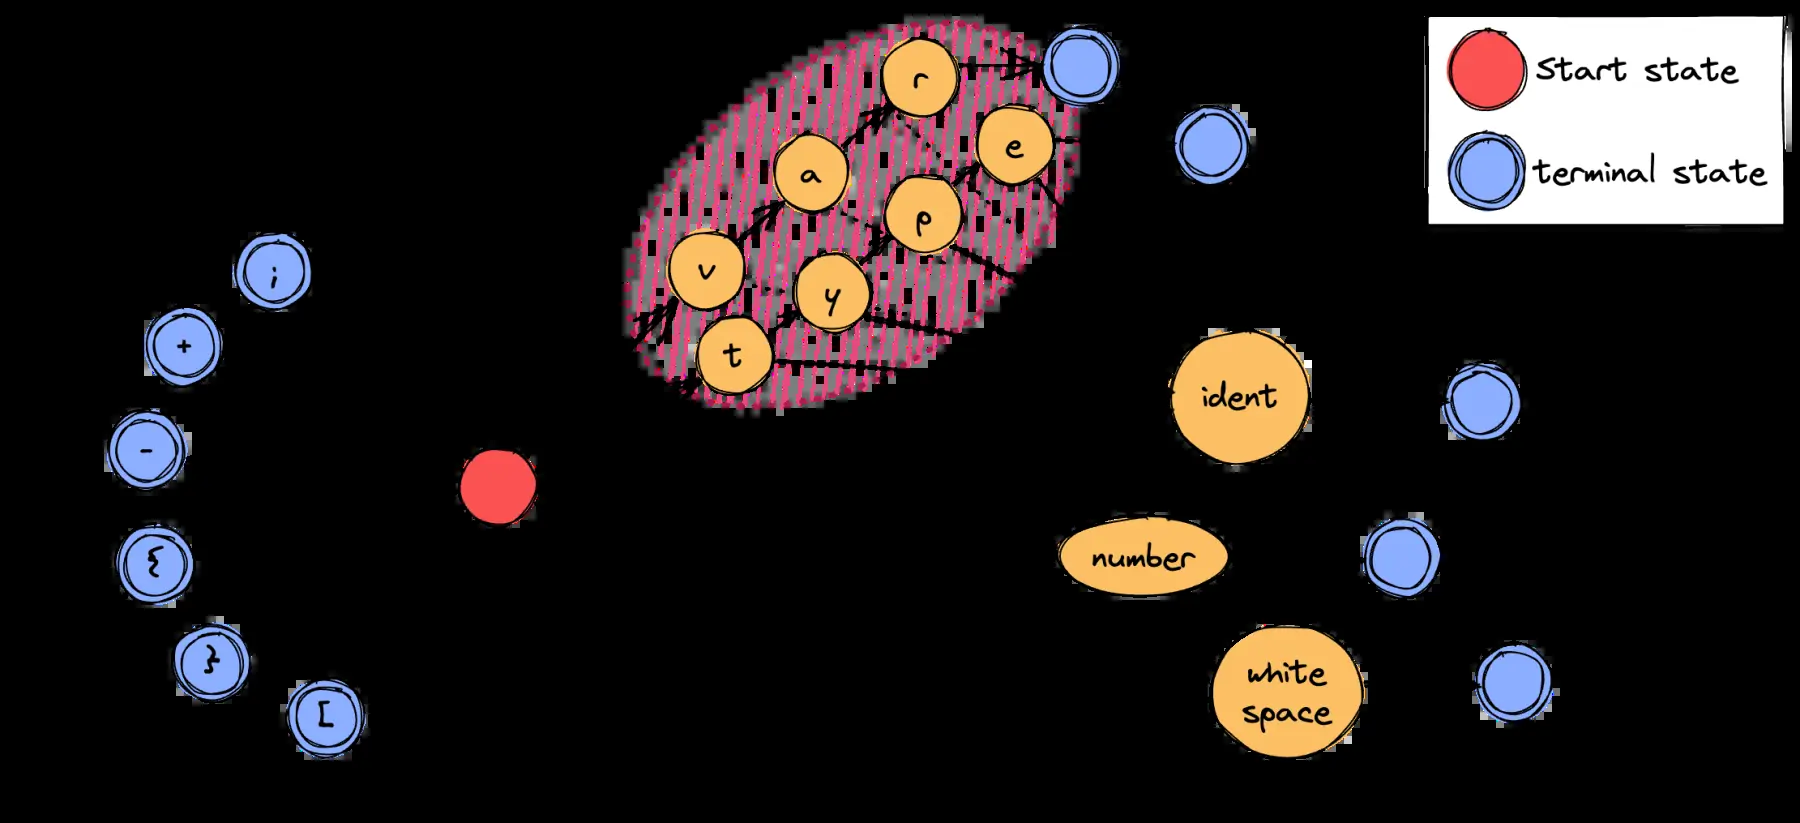 r
Start state
e
a
terminal state
p
v
i
y
+
t
ident
-
{
number
}
white
space
[